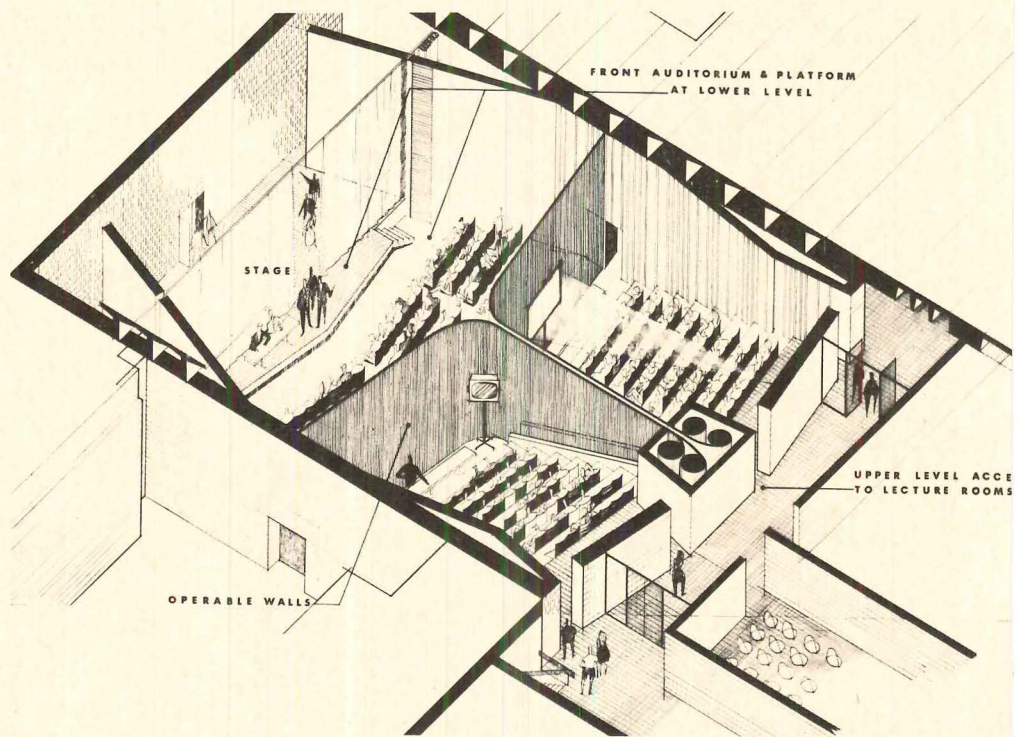 FRONT AUDITORIUM & PLATFORM
AT LOWER LEVEL
STAGE
UPPER LEVEL ACCE
TO LECTURE ROOMS
OPERABLE WALLS